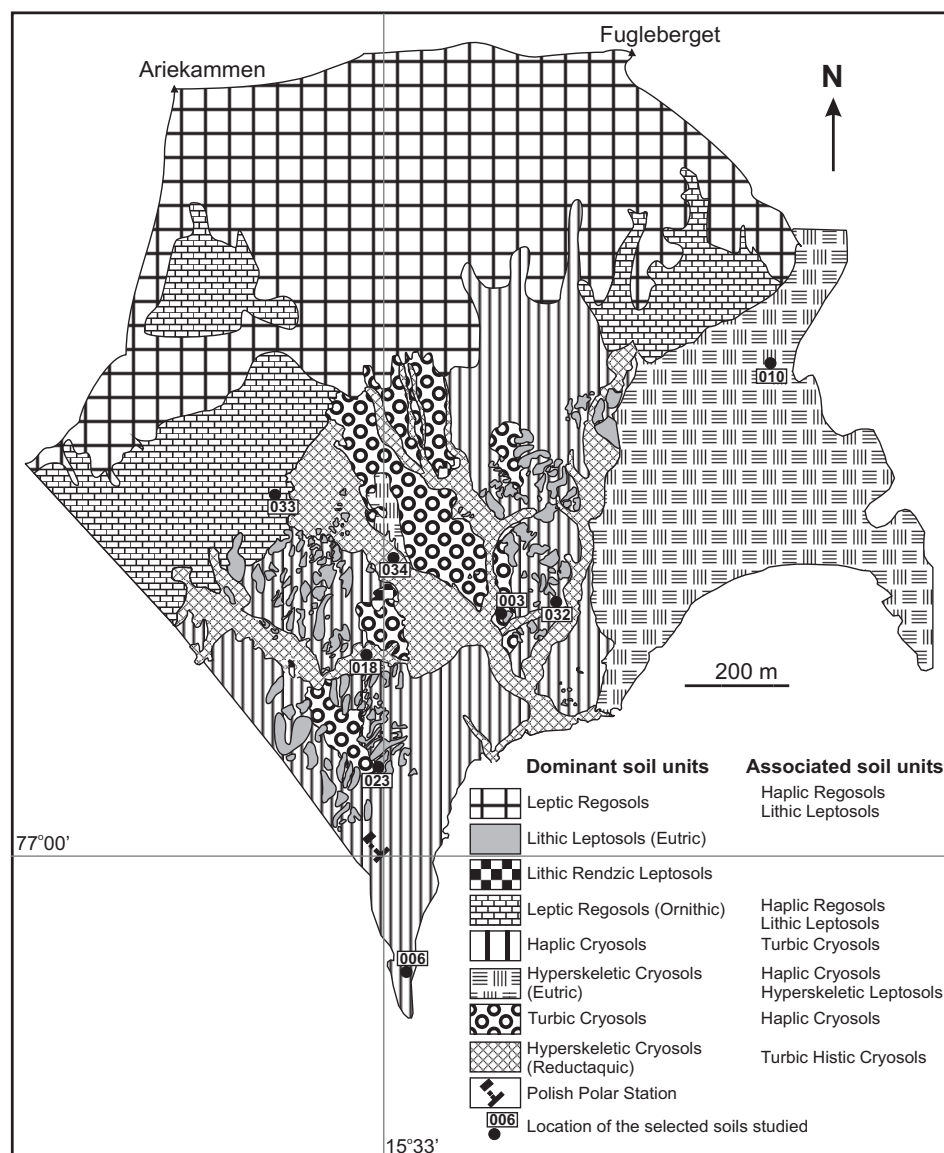 Fugleberget
Ariekammen
N
010
033
034
003
032
018
200 m
023
77°00'
006
15°33'
Dominant soil units Associated soil units
Leptic Regosols Haplic Regosols
Lithic Leptosols
Lithic Leptosols (Eutric)
Lithic Rendzic Leptosols
Leptic Regosols (Ornithic) Haplic Regosols
Lithic Leptosols
Haplic Cryosols Turbic Cryosols
Hyperskeletic Cryosols Haplic Cryosols
(Eutric) Hyperskeletic Leptosols
Turbic Cryosols Haplic Cryosols
Hyperskeletic Cryosols
(Reductaquic) Turbic Histic Cryosols
Polish Polar Station
006 Location of the selected soils studied